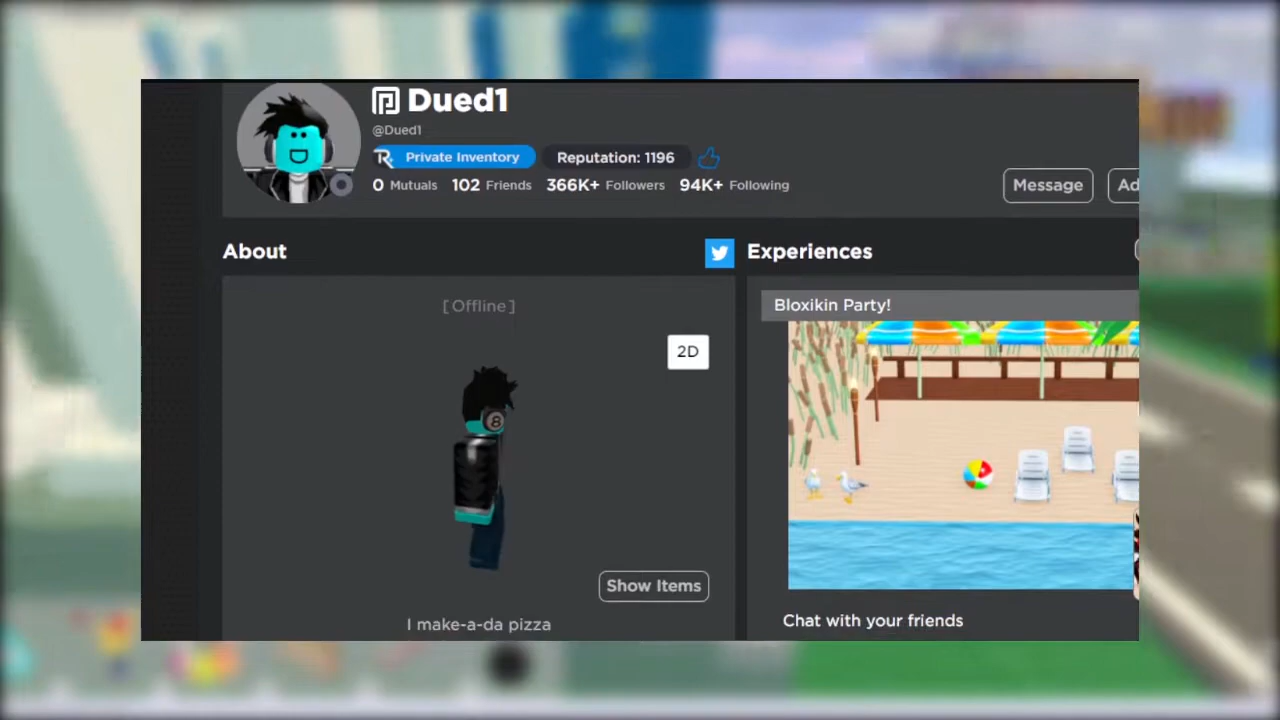 Dued1
@Dued1
Private Inventory
Reputation: 1196
0 Mutuals 102 Friends 366K+ Followers 94K+ Following
Message
Ad
About
Experiences
[ Offline ]
Bloxikin Party!
2D
8
Show Items
I make-a-da pizza
Chat with your friends